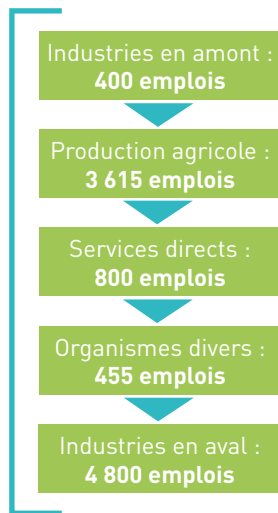 Industries en amont :
400 emplois
Production agricole :
3 615 emplois
Services directs :
800 emplois
Organismes divers :
455 emplois
Industries en aval :
4 800 emplois